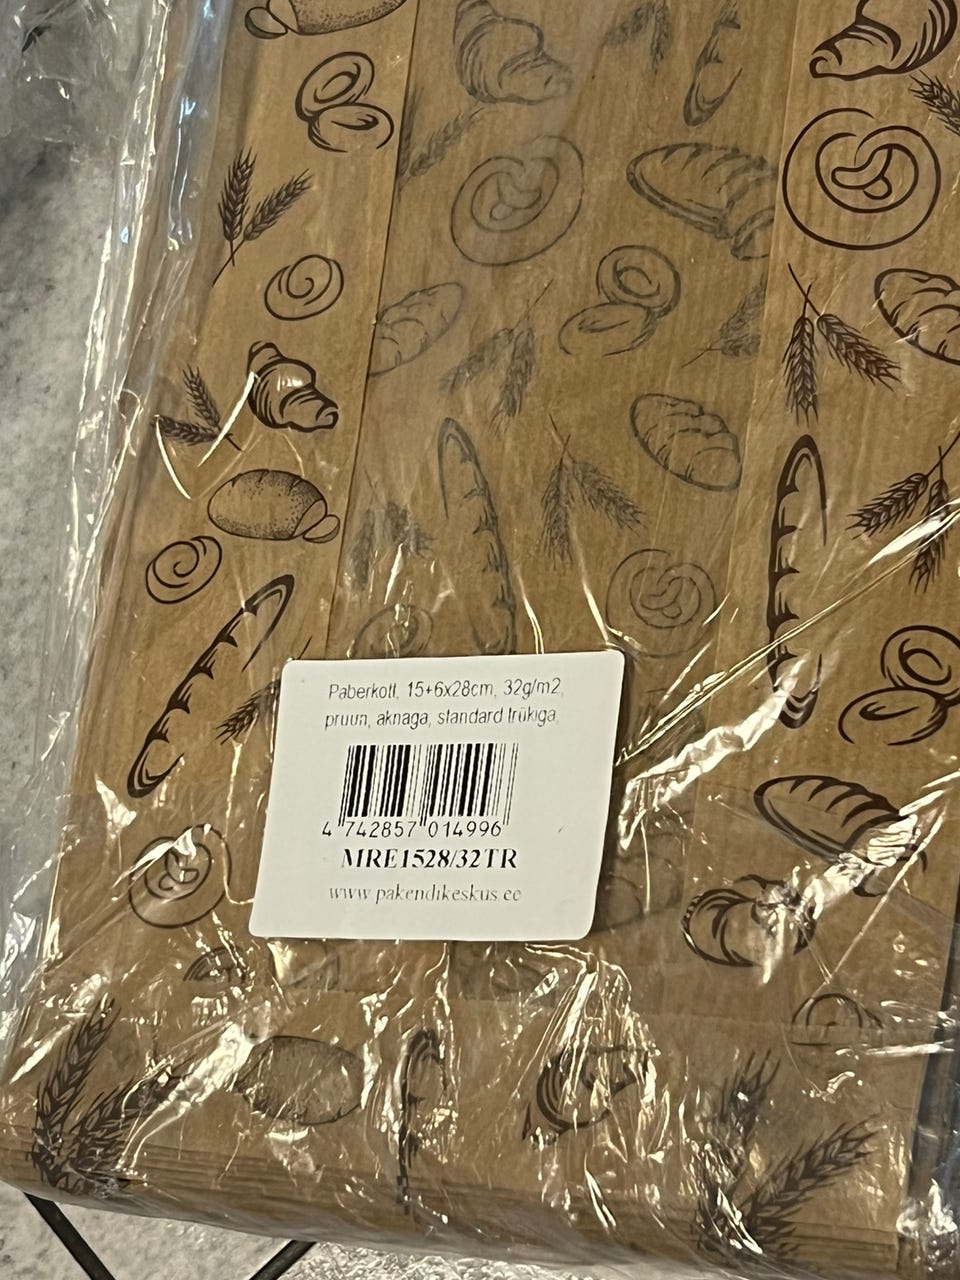 Paberkott, 15+6x28cm, 32g/m2,
pruun, aknaga, standard trükiga,
4 742857 014996
MRE1528/32TR
www.pakendikeskus.ee